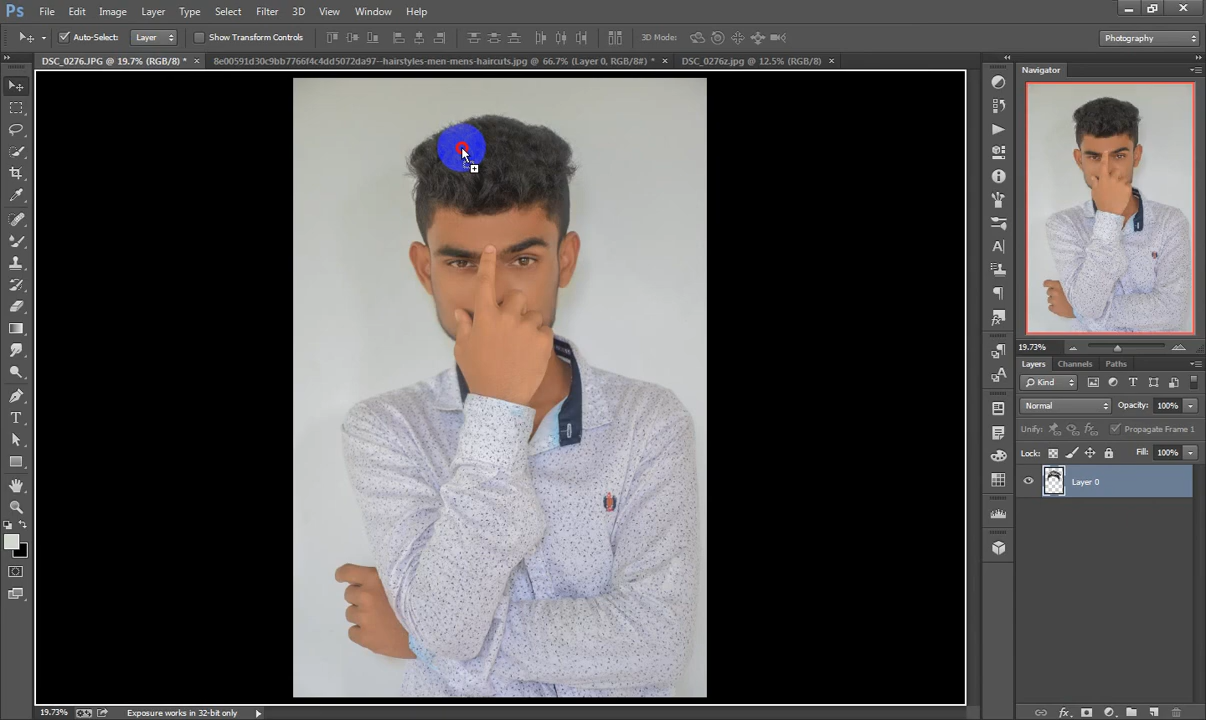 Ps File Edit Image Layer Type Select Filter 3D View Window Help
Auto-Select: Layer Show Transform Controls 3D Mode: Photography
DSC_0276.JPG @ 19.7% (RGB/8) * × 8e00591d30c9bb7766f4c4dd5072da97--hairstyles-men-mens-haircuts.jpg @ 66.7% (Layer 0, RGB/8#) * × DSC_0276z.jpg @ 12.5% (RGB/8) ×
Navigator
19.73%
Layers Channels Paths
Kind
Normal Opacity: 100%
Unify: Propagate Frame 1
Lock: Fill: 100%
Layer 0
19.73% Exposure works in 32-bit only